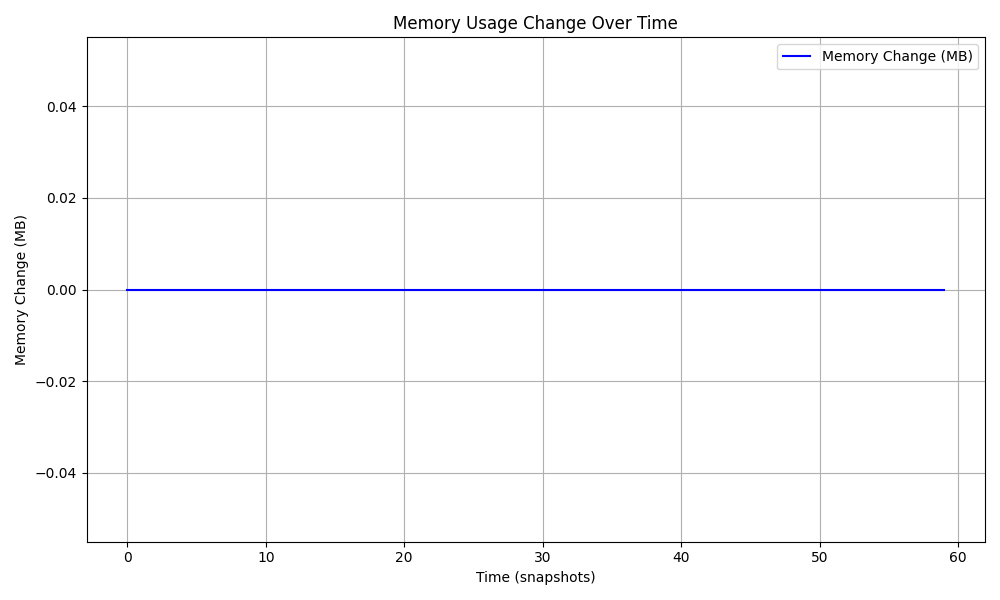 Memory Usage Change Over Time
Memory Change (MB)
Memory Change (MB)
0.04
0.02
0.00
−0.02
−0.04
0 10 20 30 40 50 60
Time (snapshots)